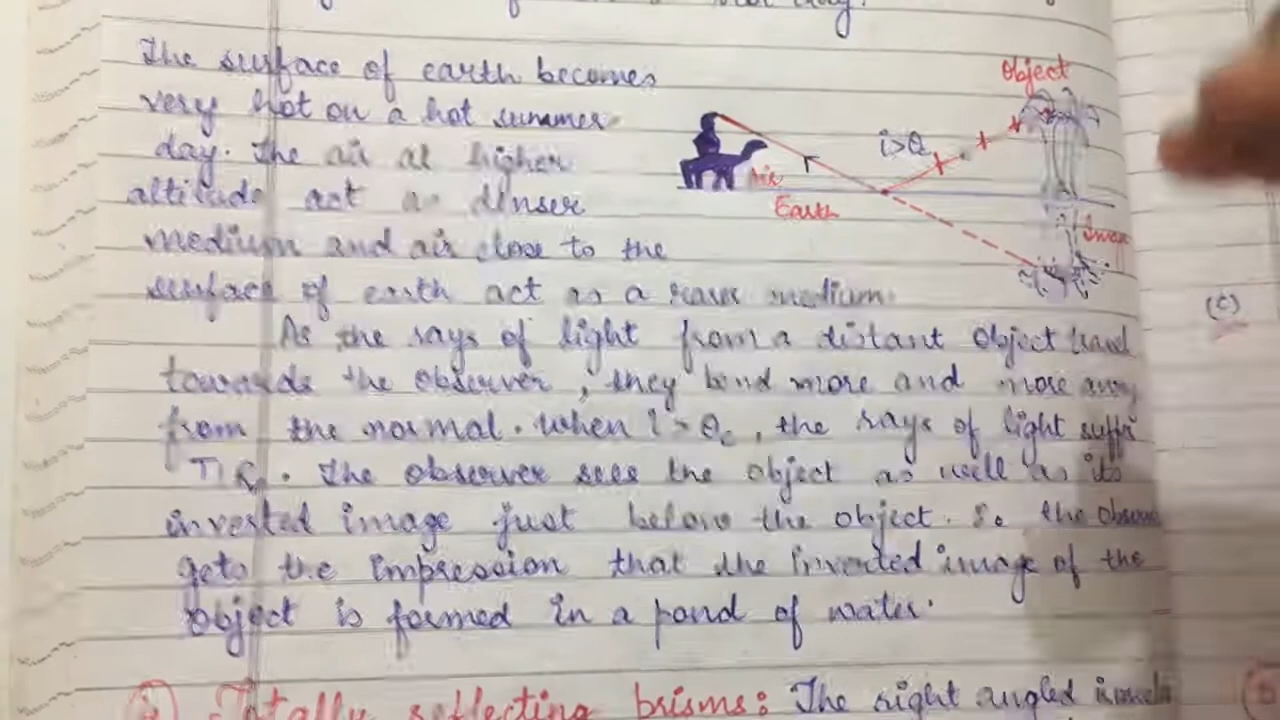 hot day.
The surface of earth becomes
very hot on a hot summer
day. The air at higher
altitude act as denser
medium and air close to the
surface of earth act as a rarer medium.
Object
i>θ
r
Air
Earth
As the rays of light from a distant object travel
towards the observer, they bend more and more away
from the normal. when i > θc, the rays of light suffer
TIR. The observer sees the object as well as its
inverted image just below the object. So the
gets the impression that the inverted image of the
object is formed in a pond of water.
(c)
Totally reflecting prisms: The right angled